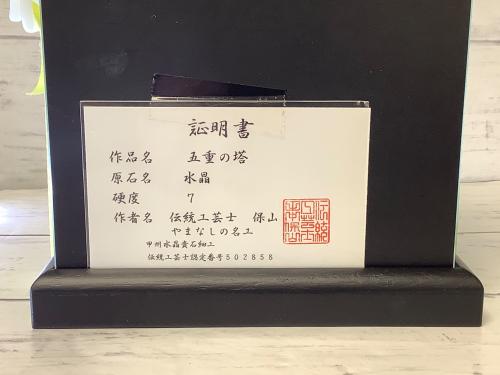 証明書
作品名 五重の塔
原石名 水晶
硬度 7
作者名 伝統工芸士 保山
やまなしの名工
甲州水晶貴石細工
伝統工芸士認定番号502858